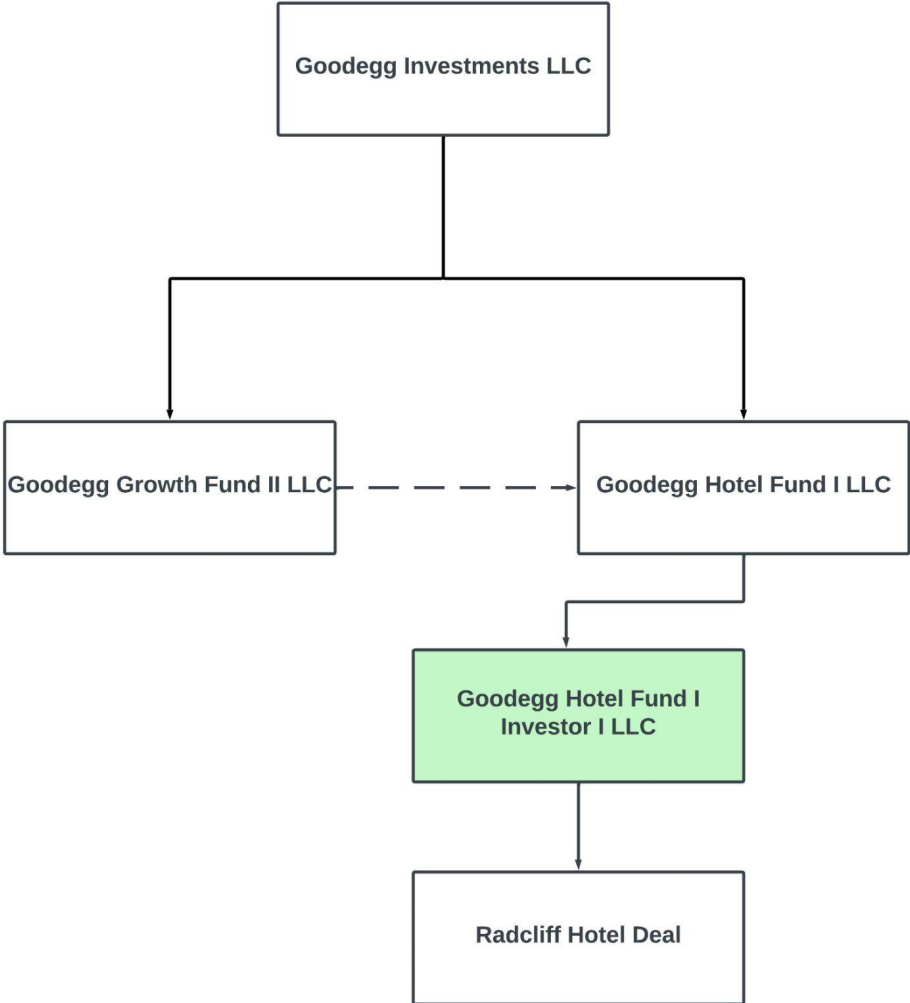 Goodegg Investments LLC
Goodegg Growth Fund II LLC
Goodegg Hotel Fund I LLC
Goodegg Hotel Fund I
Investor I LLC
Radcliff Hotel Deal